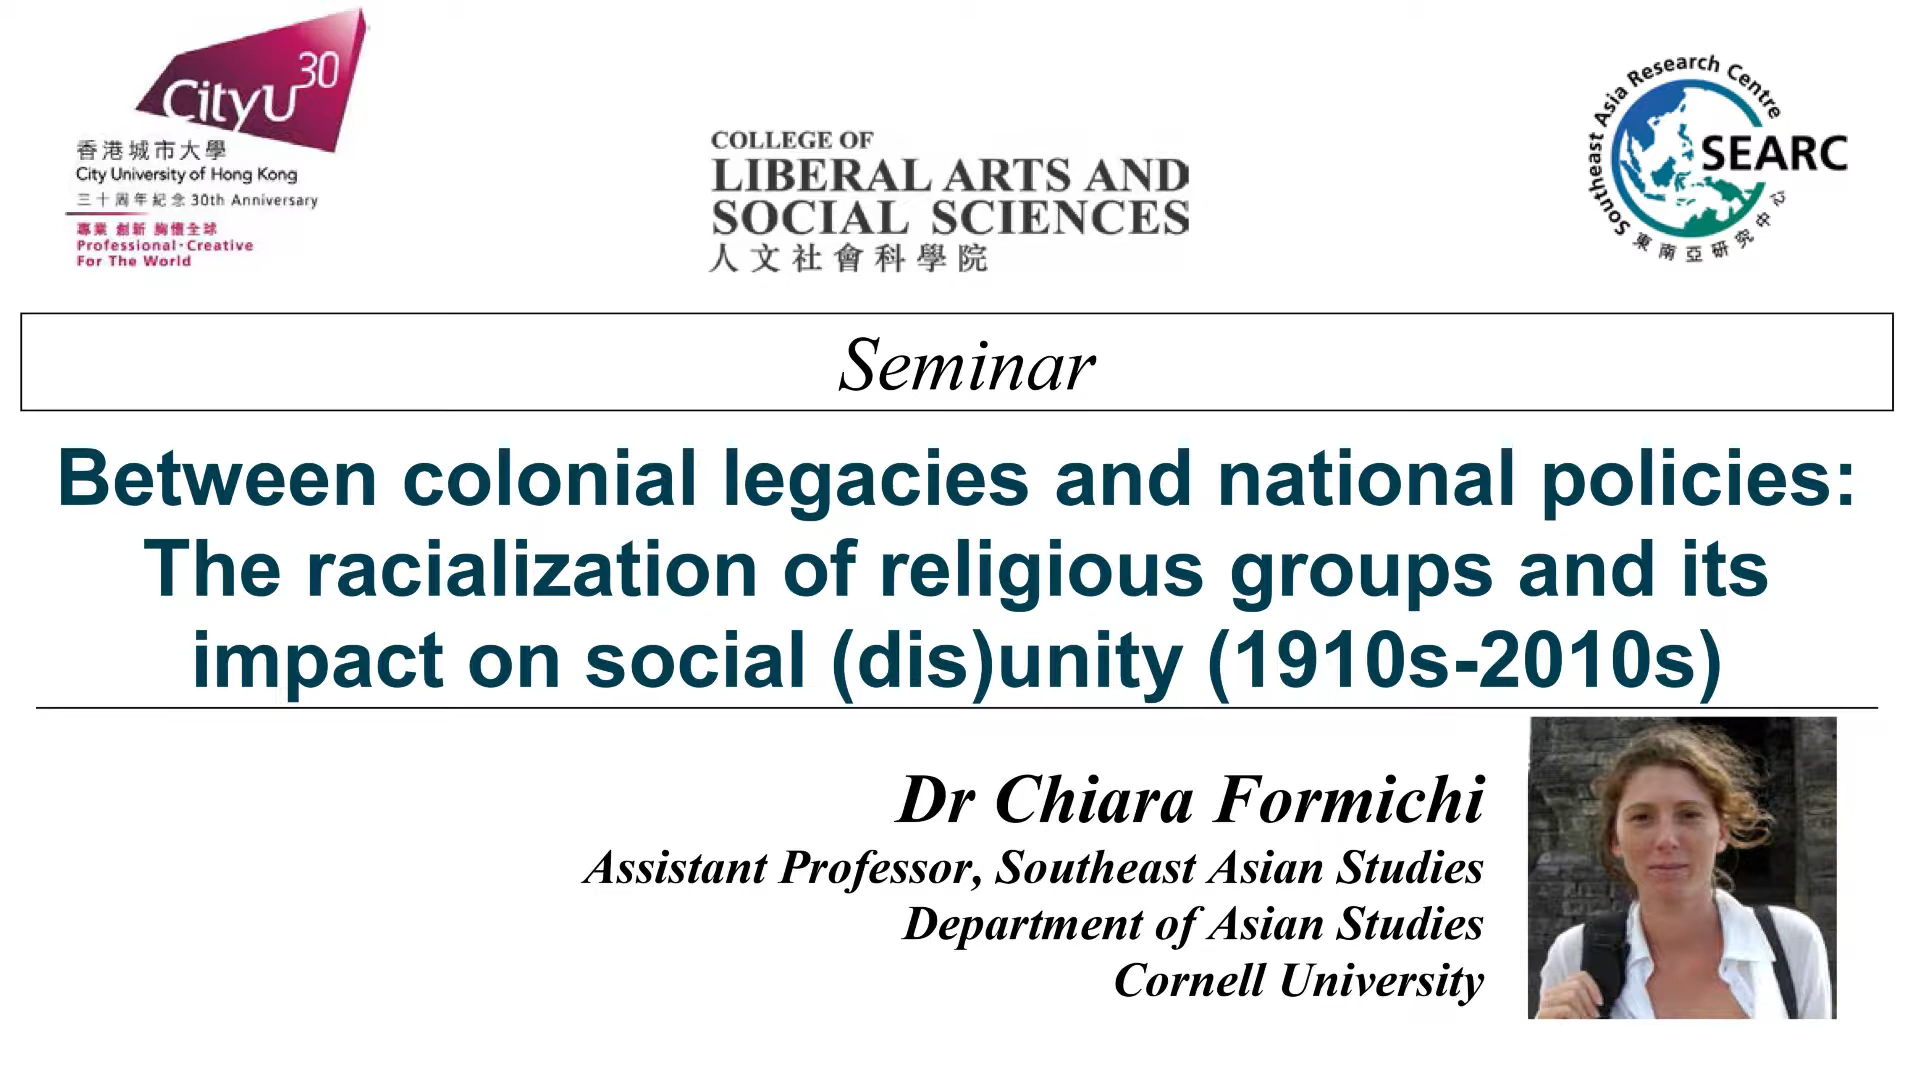 CityU 30
香港城市大學
City University of Hong Kong
三十周年紀念 30th Anniversary
專業 創新 胸懷全球
Professional·Creative
For The World
COLLEGE OF
LIBERAL ARTS AND
SOCIAL SCIENCES
人文社會科學院
Southeast Asia Research Centre
SEARC
東南亞研究中心
Seminar
Between colonial legacies and national policies:
The racialization of religious groups and its
impact on social (dis)unity (1910s-2010s)
Dr Chiara Formichi
Assistant Professor, Southeast Asian Studies
Department of Asian Studies
Cornell University